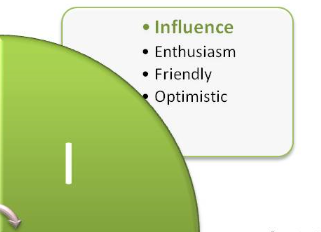 • Influence
• Enthusiasm
• Friendly
• Optimistic
I